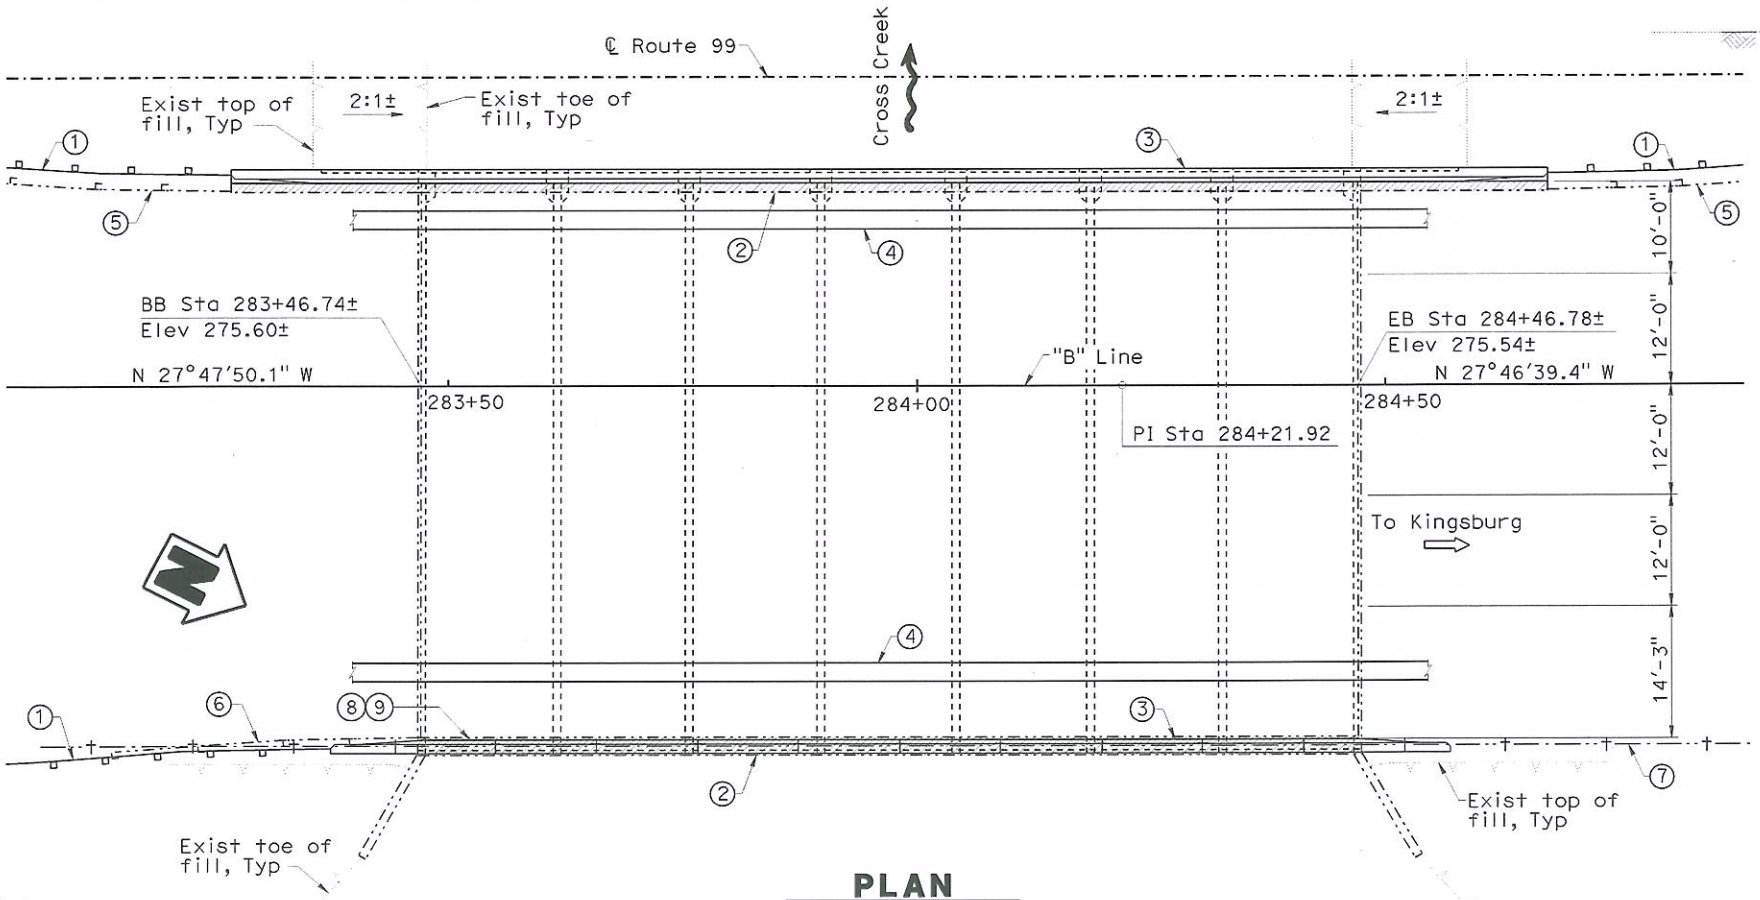 ℄ Route 99
Cross Creek
Exist top of
fill, Typ
2:1±
Exist toe of
fill, Typ
2:1±
1
3
1
5
2
4
5
10'-0"
BB Sta 283+46.74±
Elev 275.60±
N 27°47'50.1" W
"B" Line
EB Sta 284+46.78±
Elev 275.54±
N 27°46'39.4" W
12'-0"
283+50
284+00
284+50
PI Sta 284+21.92
12'-0"
To Kingsburg
12'-0"
N
4
14'-3"
1
6
8 9
3
2
7
Exist toe of
fill, Typ
Exist top of
fill, Typ
PLAN